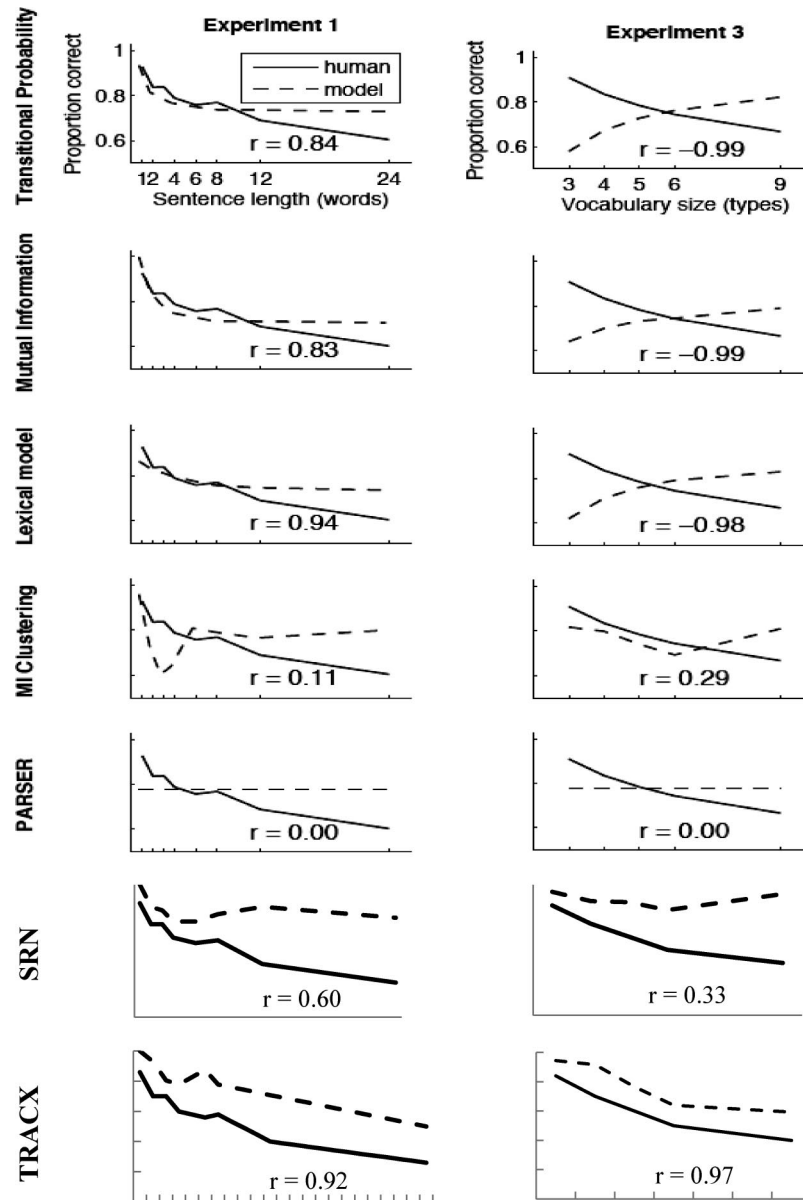 Experiment 1
Experiment 3
Transitional Probability
Proportion correct
1
0.8
0.6
human
model
r = 0.84
1 2 4 6 8 12 24
Sentence length (words)
Proportion correct
1
0.8
0.6
r = −0.99
3 4 5 6 9
Vocabulary size (types)
Mutual Information
r = 0.83
r = −0.99
Lexical model
r = 0.94
r = −0.98
MI Clustering
r = 0.11
r = 0.29
PARSER
r = 0.00
r = 0.00
SRN
r = 0.60
r = 0.33
TRACX
r = 0.92
r = 0.97